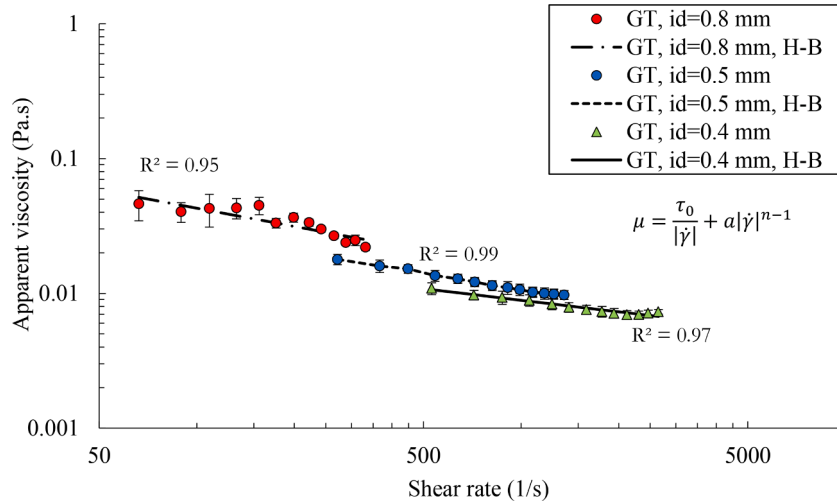 1
0.1
0.01
0.001
Apparent viscosity (Pa.s)
50
500
5000
Shear rate (1/s)
GT, id=0.8 mm
GT, id=0.8 mm, H-B
GT, id=0.5 mm
GT, id=0.5 mm, H-B
GT, id=0.4 mm
GT, id=0.4 mm, H-B
R² = 0.95
μ = τ₀/|γ̇| + a|γ̇|ⁿ⁻¹
R² = 0.99
R² = 0.97